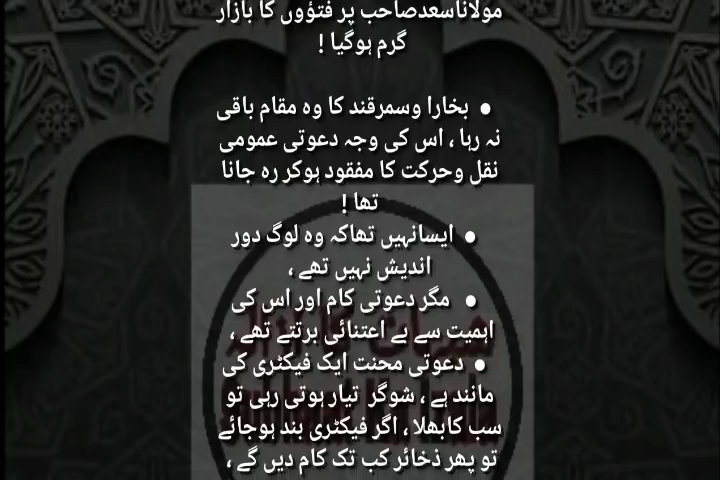 مولاناسعدصاحب پر فتؤوں کا بازار
گرم ہوگیا !
● بخارا وسمرقند کا وہ مقام باقی
نہ رہا ، اس کی وجہ دعوتی عمومی
نقل وحرکت کا مفقود ہوکر رہ جانا
تھا !
● ایسانہیں تھاکہ وہ لوگ دور
اندیش نہیں تھے ،
● مگر دعوتی کام اور اس کی
اہمیت سے بے اعتنائی برتتے تھے ،
● دعوتی محنت ایک فیکٹری کی
مانند ہے ، شوگر تیار ہوتی رہی تو
سب کابھلا ، اگر فیکٹری بند ہوجائے
تو پھر ذخائر کب تک کام دیں گے ،